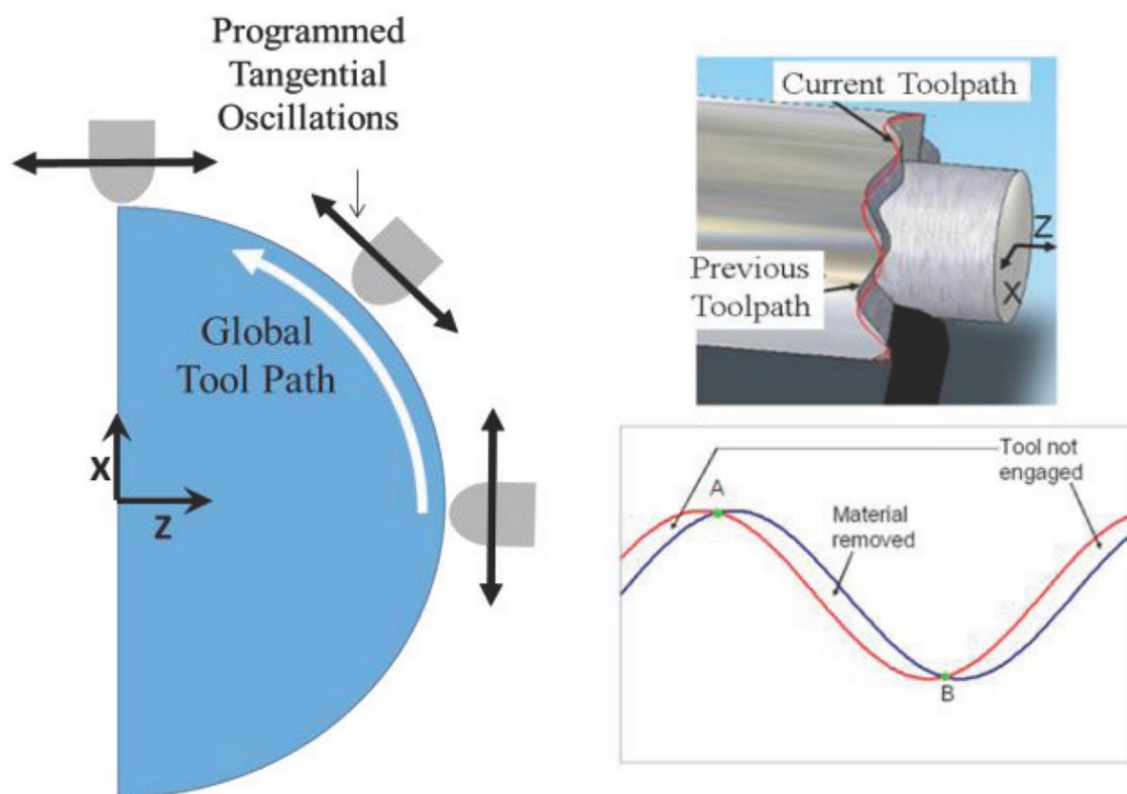 Programmed
Tangential
Oscillations
Global
Tool Path
X
Z
Current Toolpath
Previous
Toolpath
Z
X
Tool not
engaged
A
Material
removed
B